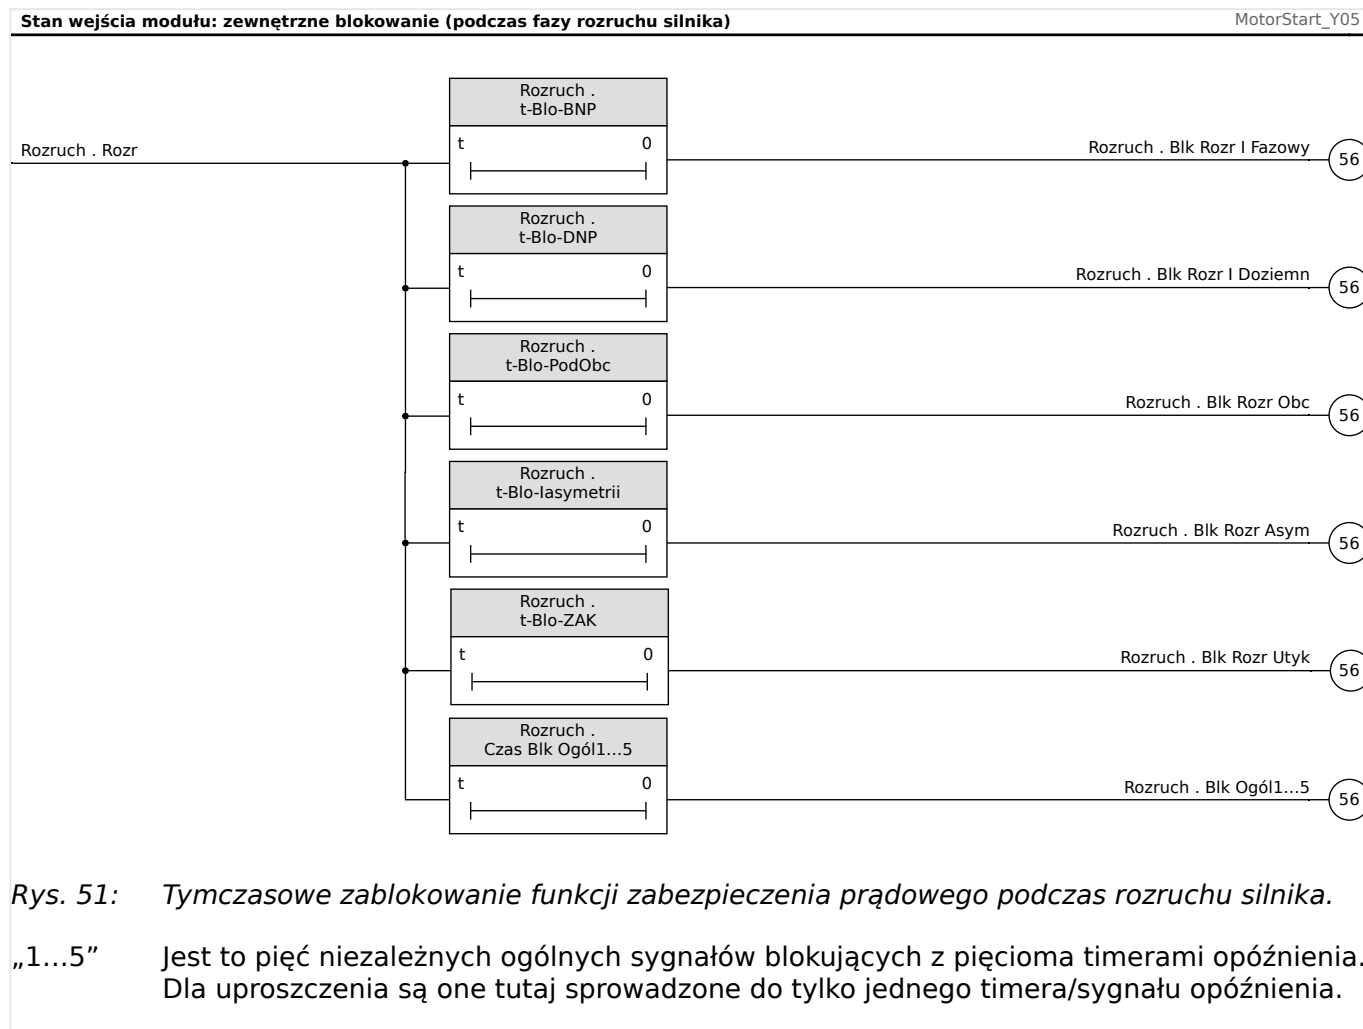 Stan wejścia modułu: zewnętrzne blokowanie (podczas fazy rozruchu silnika)
MotorStart_Y05
Rozruch . Rozr
Rozruch .
t-Blo-BNP
t 0
Rozruch . Blk Rozr I Fazowy
56
Rozruch .
t-Blo-DNP
t 0
Rozruch . Blk Rozr I Doziemn
56
Rozruch .
t-Blo-PodObc
t 0
Rozruch . Blk Rozr Obc
56
Rozruch .
t-Blo-Iasymetrii
t 0
Rozruch . Blk Rozr Asym
56
Rozruch .
t-Blo-ZAK
t 0
Rozruch . Blk Rozr Utyk
56
Rozruch .
Czas Blk Ogól1…5
t 0
Rozruch . Blk Ogól1…5
56
Rys. 51: Tymczasowe zablokowanie funkcji zabezpieczenia prądowego podczas rozruchu silnika.
„1…5” Jest to pięć niezależnych ogólnych sygnałów blokujących z pięcioma timerami opóźnienia.
Dla uproszczenia są one tutaj sprowadzone do tylko jednego timera/sygnału opóźnienia.